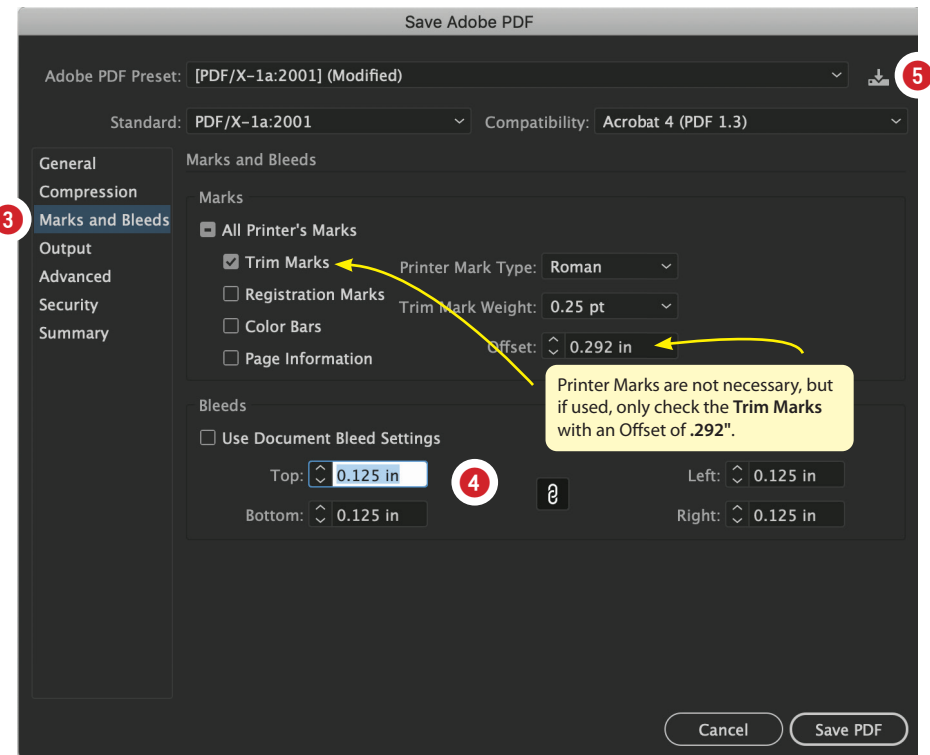 Save Adobe PDF
Adobe PDF Preset: [PDF/X-1a:2001] (Modified)
5
Standard: PDF/X-1a:2001 Compatibility: Acrobat 4 (PDF 1.3)
General
Compression
3
Marks and Bleeds
Output
Advanced
Security
Summary
Marks and Bleeds
Marks
All Printer's Marks
Trim Marks
Registration Marks
Color Bars
Page Information
Printer Mark Type: Roman
Trim Mark Weight: 0.25 pt
Offset: 0.292 in
Printer Marks are not necessary, but
if used, only check the Trim Marks
with an Offset of .292".
Bleeds
Use Document Bleed Settings
Top: 0.125 in
4
Left: 0.125 in
Bottom: 0.125 in
Right: 0.125 in
Cancel
Save PDF